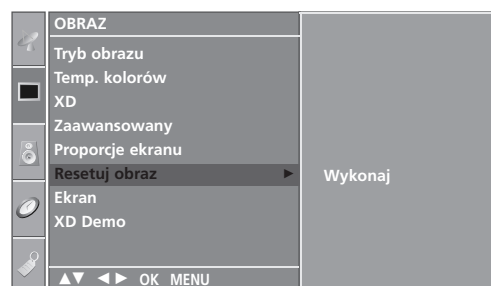 OBRAZ
Tryb obrazu
Temp. kolorów
XD
Zaawansowany
Proporcje ekranu
Resetuj obraz ►
Wykonaj
Ekran
XD Demo
▲▼ ◄► OK MENU